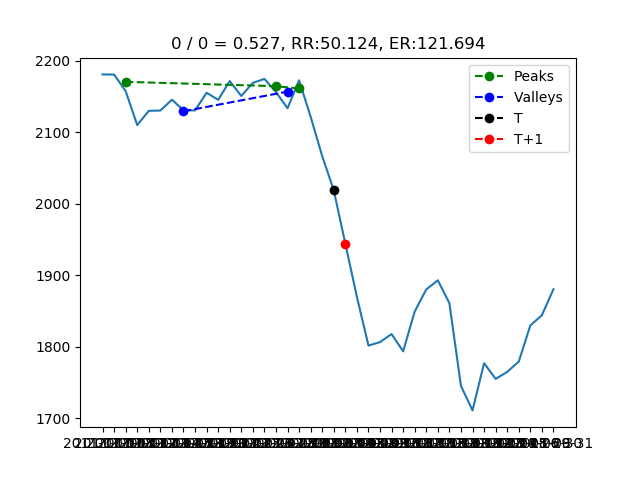 0 / 0 = 0.527, RR:50.124, ER:121.694
2200
2100
2000
1900
1800
1700
Peaks
Valleys
T
T+1